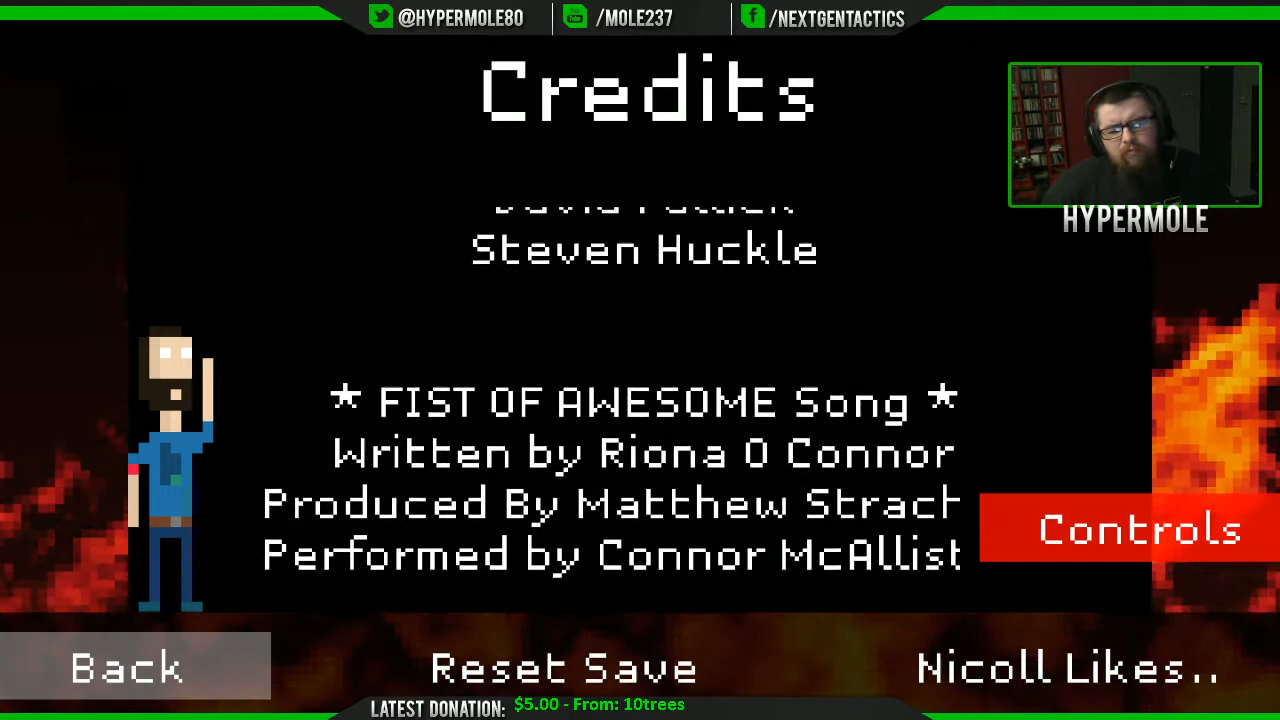 @HYPERMOLE80
/MOLE237
/NEXTGENTACTICS
Credits
Steven Huckle
HYPERMOLE
* FIST OF AWESOME Song *
Written by Riona O Connor
Produced By Matthew Strach
Performed by Connor McAllist
Controls
Back
Reset Save
Nicoll Likes..
LATEST DONATION: $5.00 - From: 10trees